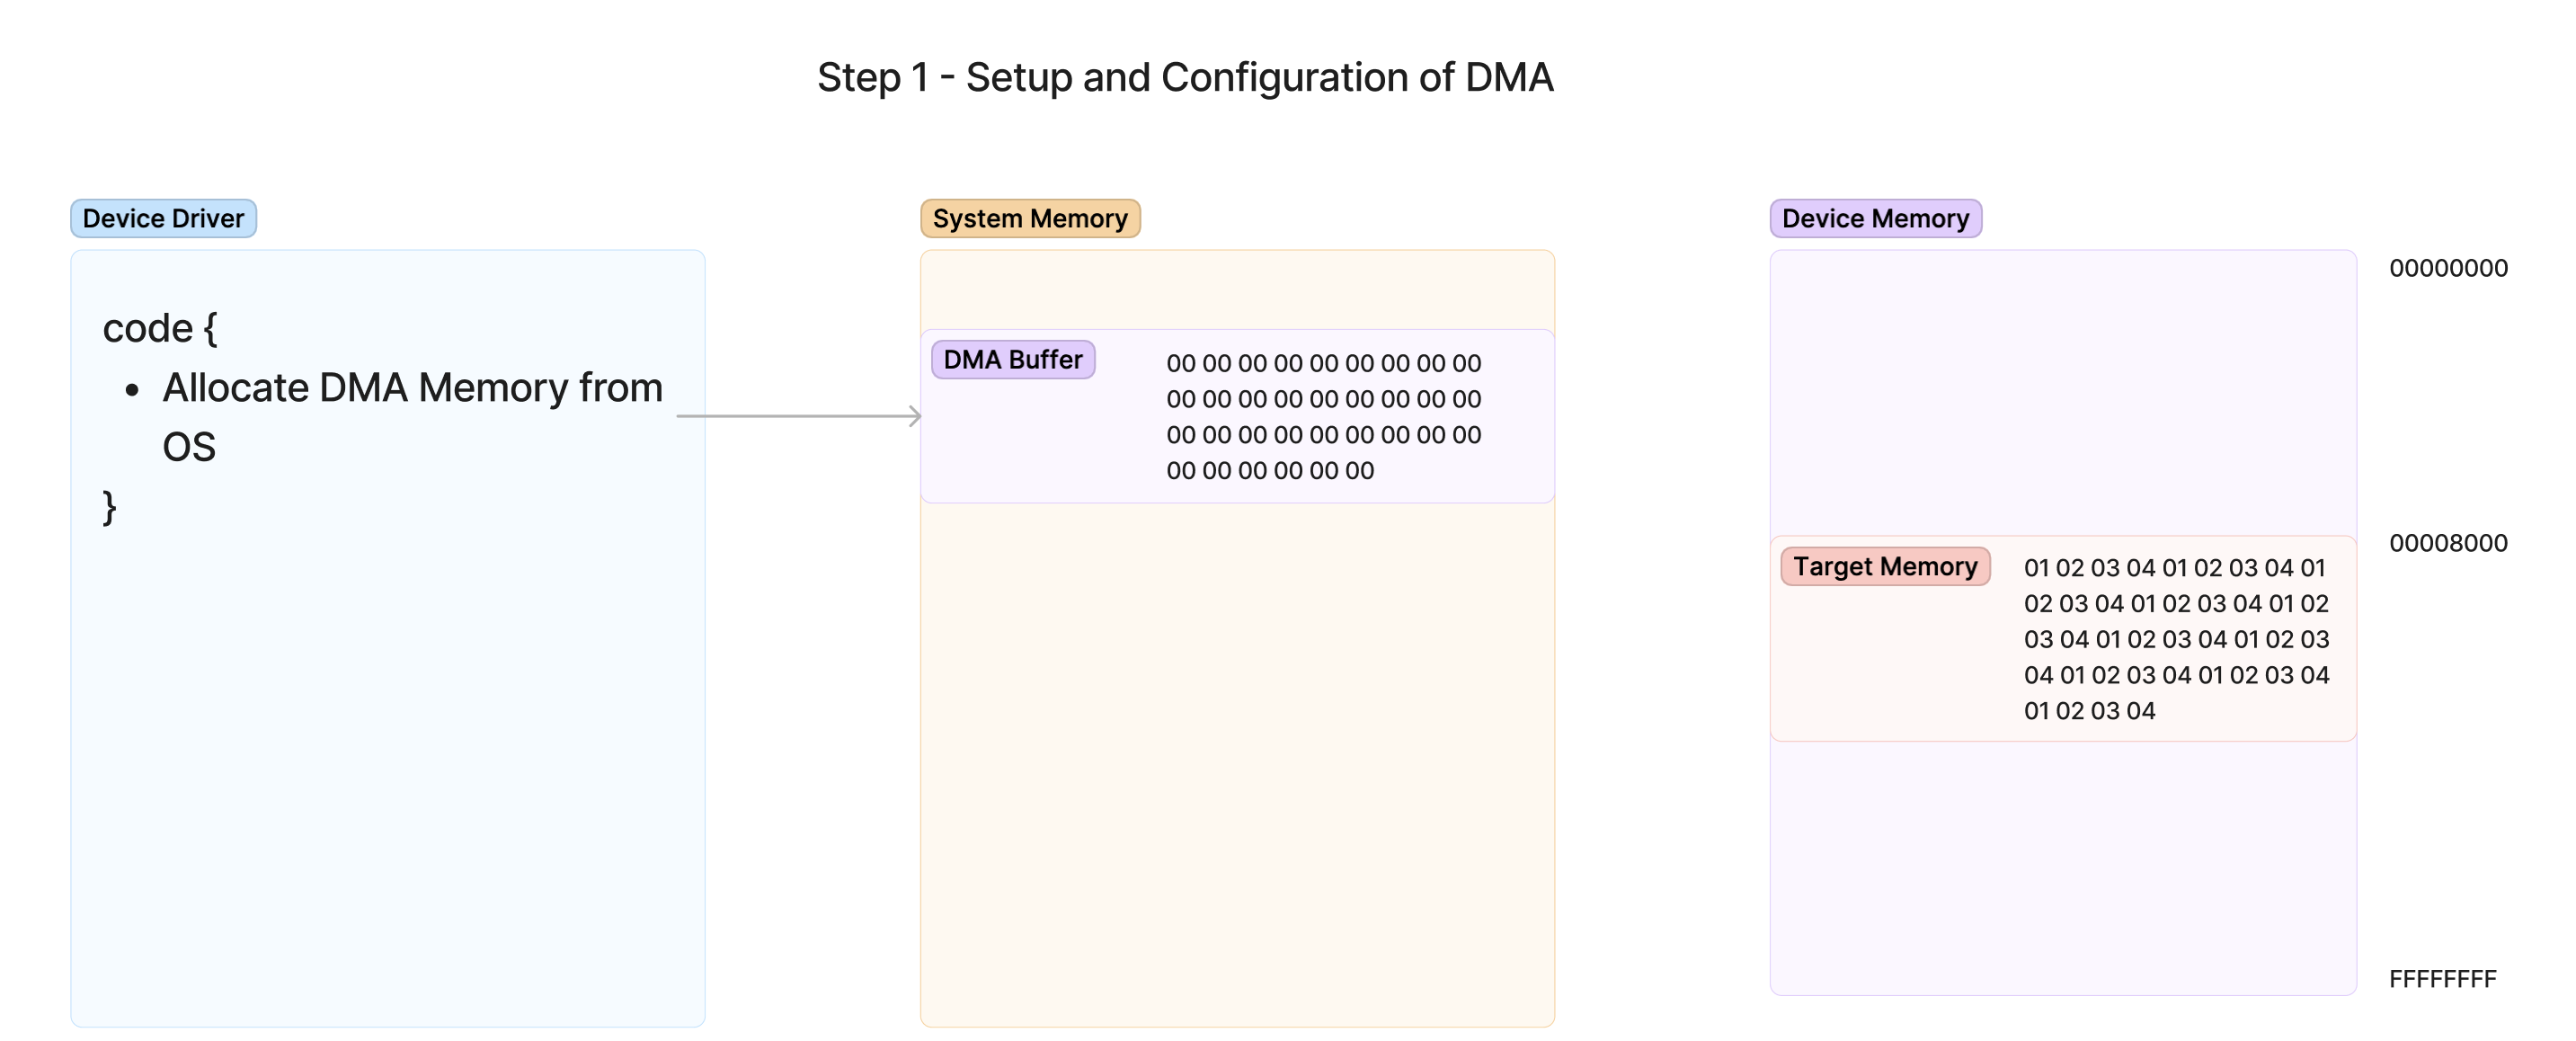 Step 1 - Setup and Configuration of DMA
Device Driver
code {
• Allocate DMA Memory from
OS
}
System Memory
DMA Buffer
00 00 00 00 00 00 00 00 00
00 00 00 00 00 00 00 00 00
00 00 00 00 00 00 00 00 00
00 00 00 00 00 00
Device Memory
00000000
00008000
Target Memory
01 02 03 04 01 02 03 04 01
02 03 04 01 02 03 04 01 02
03 04 01 02 03 04 01 02 03
04 01 02 03 04 01 02 03 04
01 02 03 04
FFFFFFFF